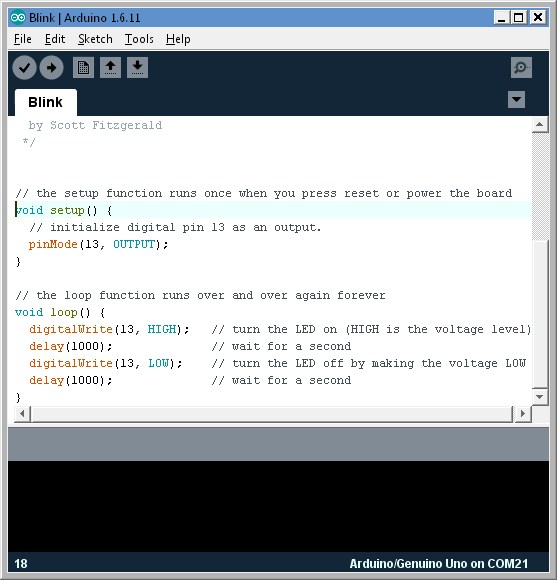 Blink | Arduino 1.6.11
File Edit Sketch Tools Help
Blink
by Scott Fitzgerald
*/
// the setup function runs once when you press reset or power the board
void setup() {
// initialize digital pin 13 as an output.
pinMode(13, OUTPUT);
}
// the loop function runs over and over again forever
void loop() {
digitalWrite(13, HIGH);   // turn the LED on (HIGH is the voltage level)
delay(1000);              // wait for a second
digitalWrite(13, LOW);    // turn the LED off by making the voltage LOW
delay(1000);              // wait for a second
}
18 Arduino/Genuino Uno on COM21